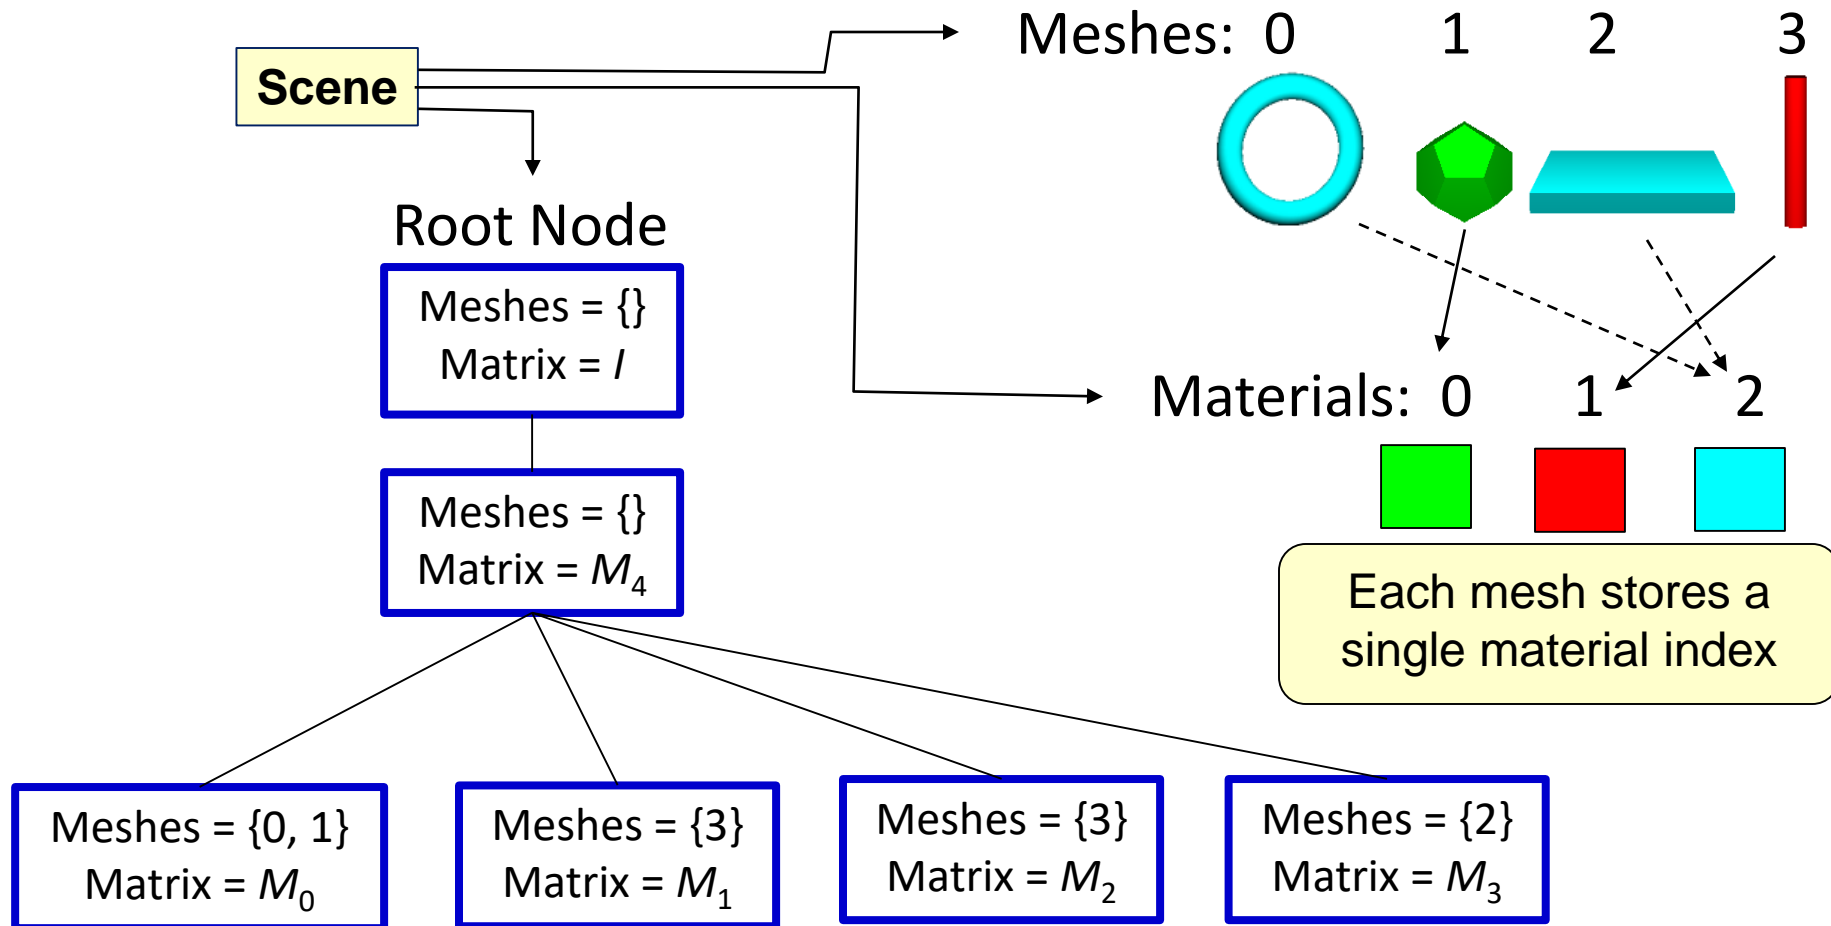 Scene
Meshes: 0 1 2 3
Root Node
Meshes = {}
Matrix = I
Materials: 0 1 2
Meshes = {}
Matrix = M₄
Each mesh stores a
single material index
Meshes = {0, 1}
Matrix = M₀
Meshes = {3}
Matrix = M₁
Meshes = {3}
Matrix = M₂
Meshes = {2}
Matrix = M₃